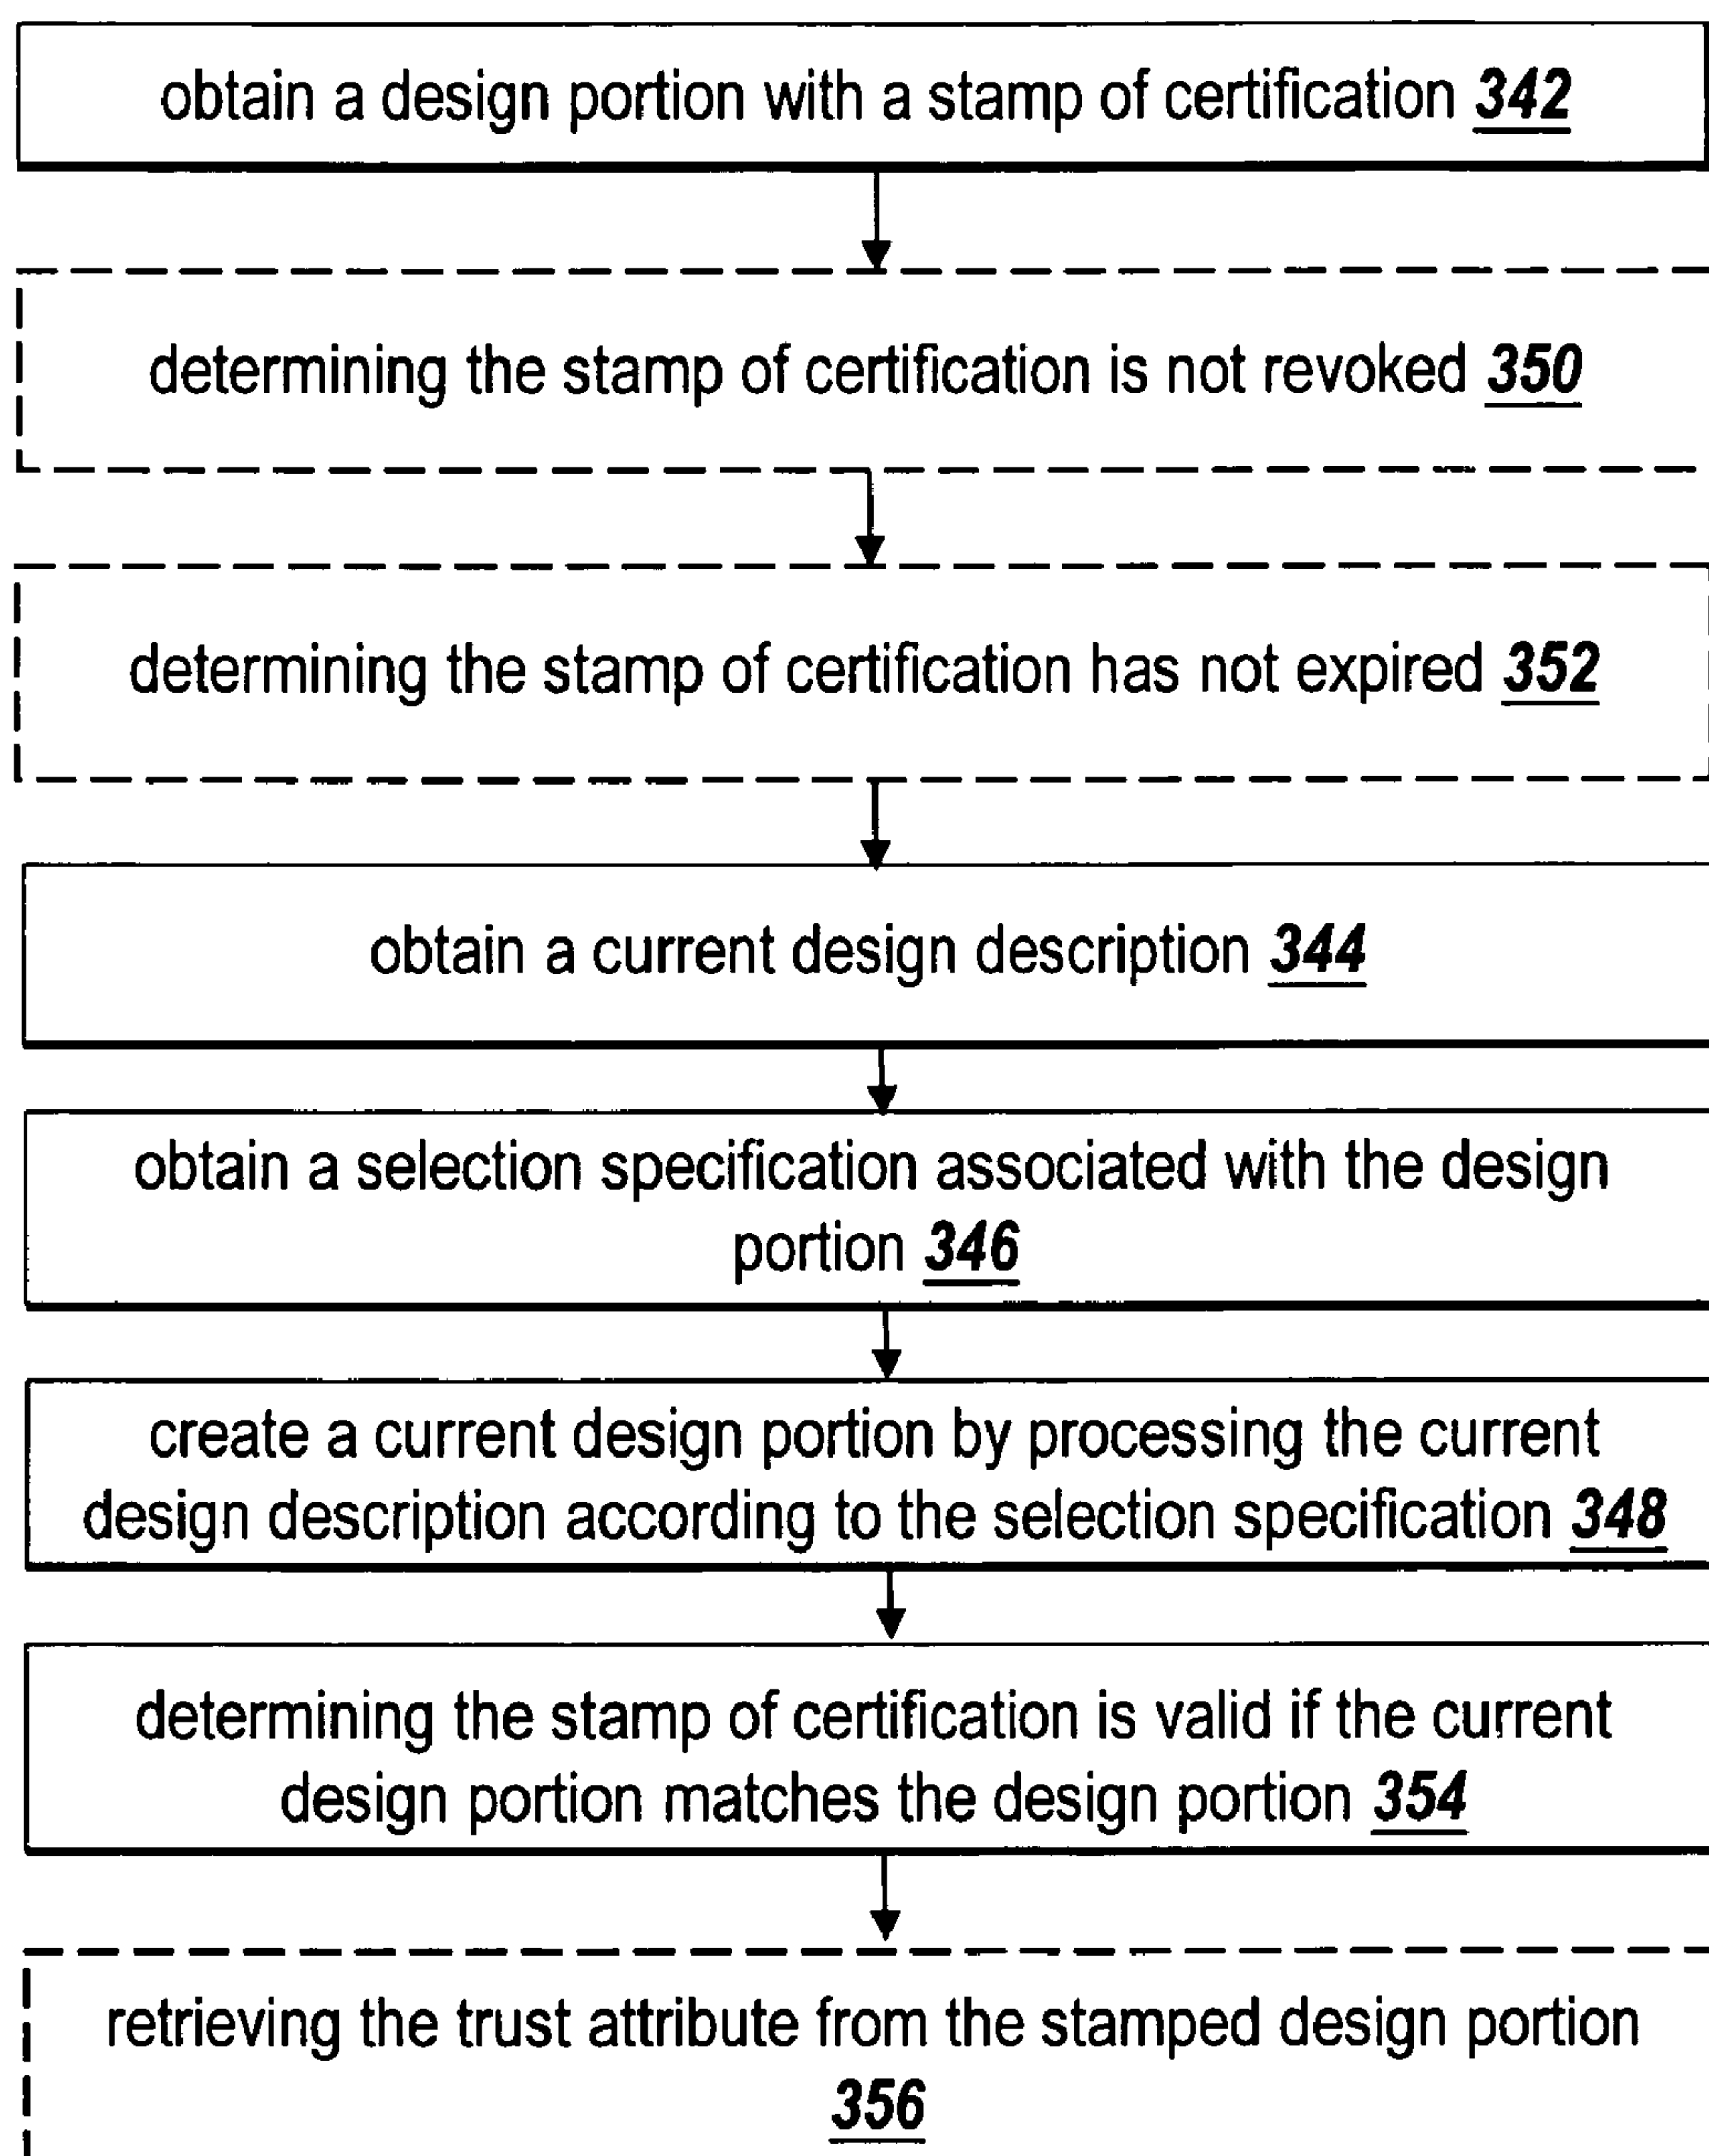 obtain a design portion with a stamp of certification 342
determining the stamp of certification is not revoked 350
determining the stamp of certification has not expired 352
obtain a current design description 344
obtain a selection specification associated with the design
portion 346
create a current design portion by processing the current
design description according to the selection specification 348
determining the stamp of certification is valid if the current
design portion matches the design portion 354
retrieving the trust attribute from the stamped design portion
356